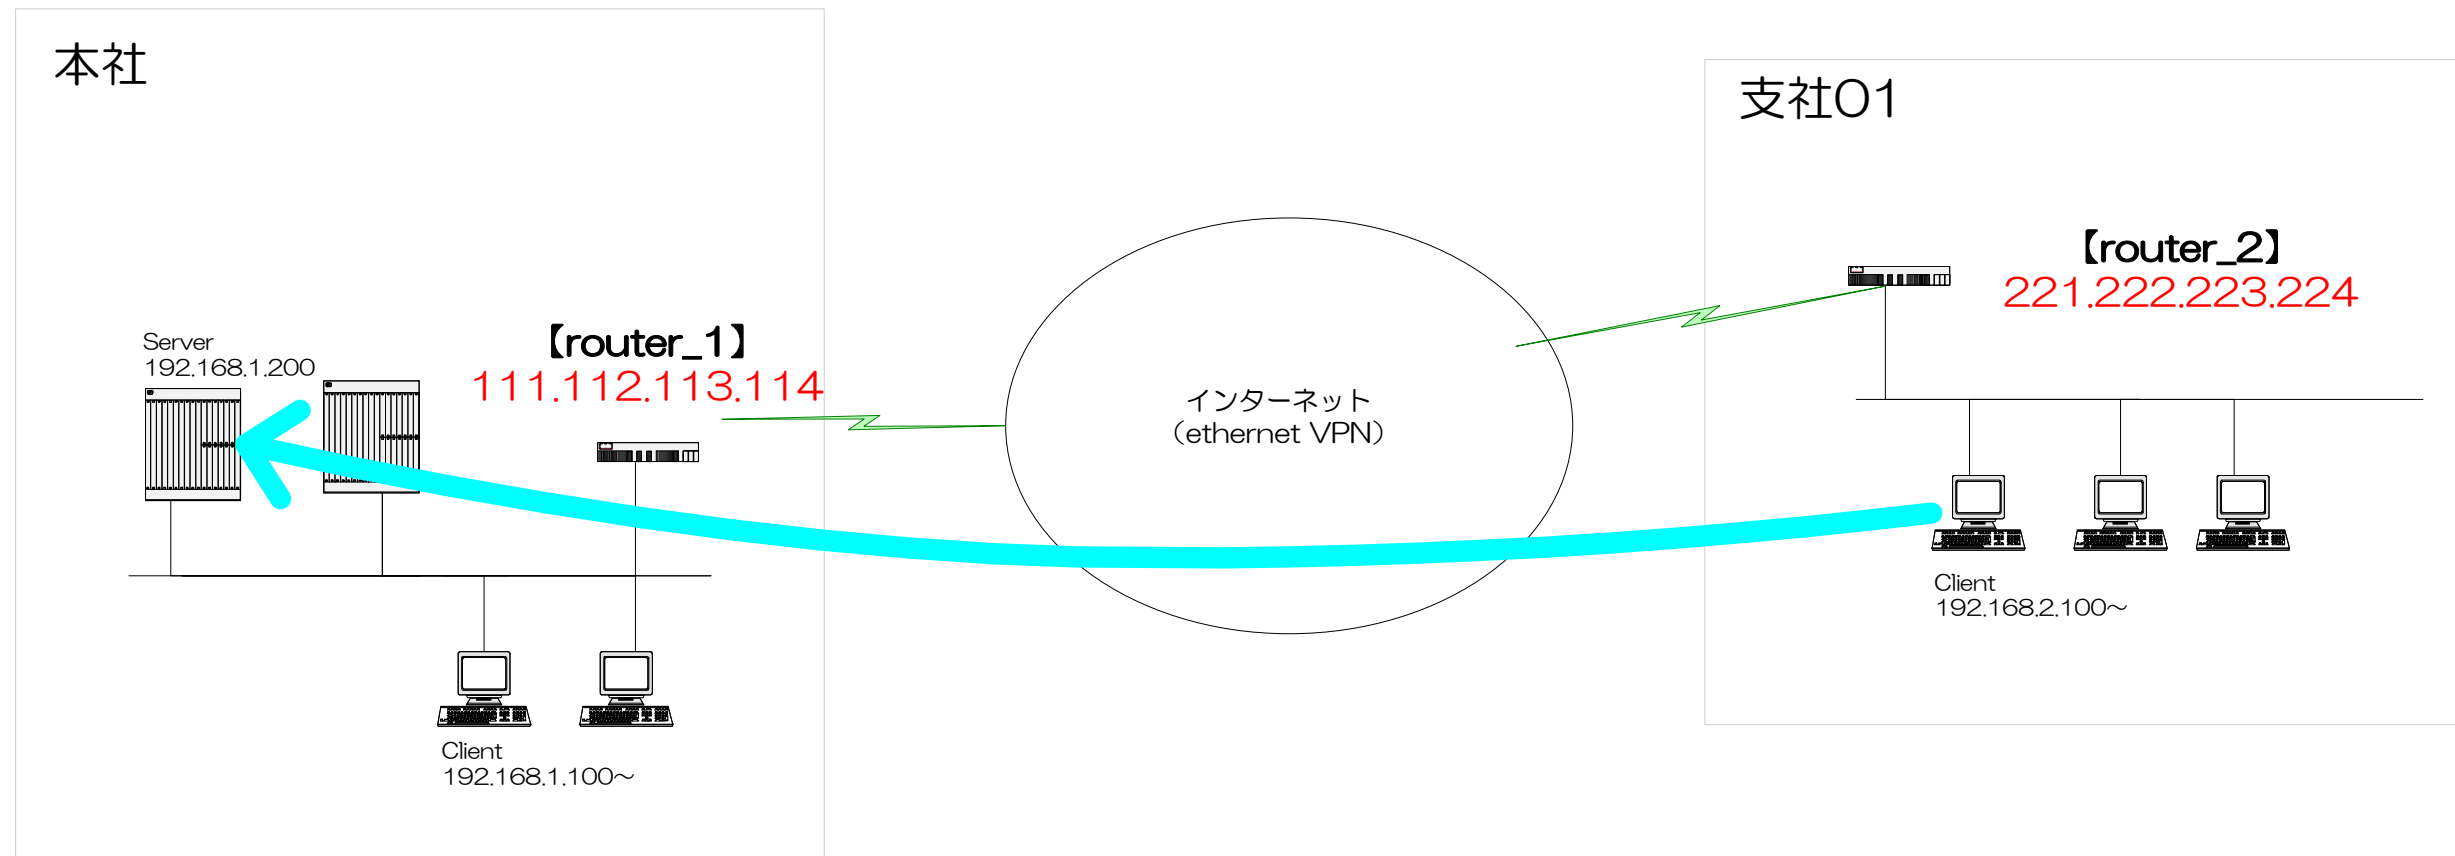 本社
支社01
【router_2】
221.222.223.224
【router_1】
111.112.113.114
Server
192.168.1.200
インターネット
（ethernet VPN）
Client
192.168.2.100～
Client
192.168.1.100～